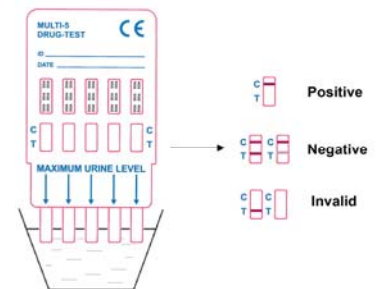 MULTI-5 CE
DRUG-TEST
ID
DATE
C C
T T
MAXIMUM URINE LEVEL
C
T
Positive
C C
T T
Negative
C C
T T
Invalid